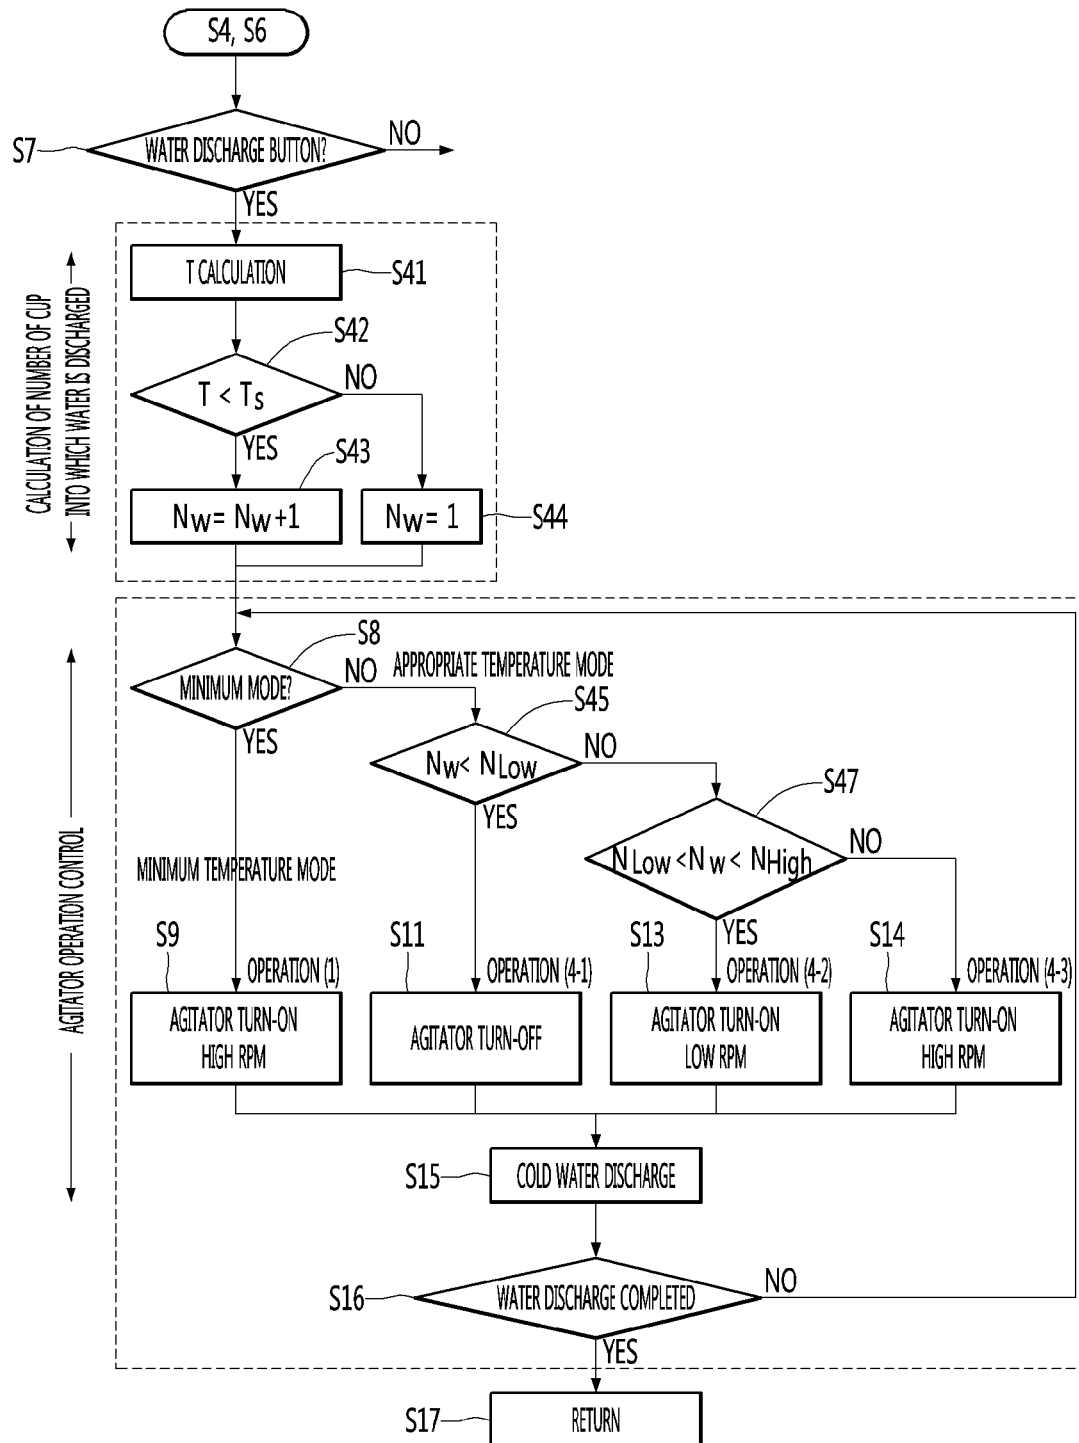 S4, S6
S7
WATER DISCHARGE BUTTON?
NO
YES
CALCULATION OF NUMBER OF CUP
INTO WHICH WATER IS DISCHARGED
T CALCULATION
S41
S42
T < Ts
NO
YES
S43
Nw= Nw+1
Nw= 1
S44
AGITATOR OPERATION CONTROL
S8
MINIMUM MODE?
NO
APPROPRIATE TEMPERATURE MODE
YES
S45
Nw< NLow
NO
YES
S47
NLow <Nw< NHigh
NO
YES
MINIMUM TEMPERATURE MODE
S9
OPERATION (1)
AGITATOR TURN-ON
HIGH RPM
S11
OPERATION (4-1)
AGITATOR TURN-OFF
S13
OPERATION (4-2)
AGITATOR TURN-ON
LOW RPM
S14
OPERATION (4-3)
AGITATOR TURN-ON
HIGH RPM
S15
COLD WATER DISCHARGE
S16
WATER DISCHARGE COMPLETED
NO
YES
S17
RETURN